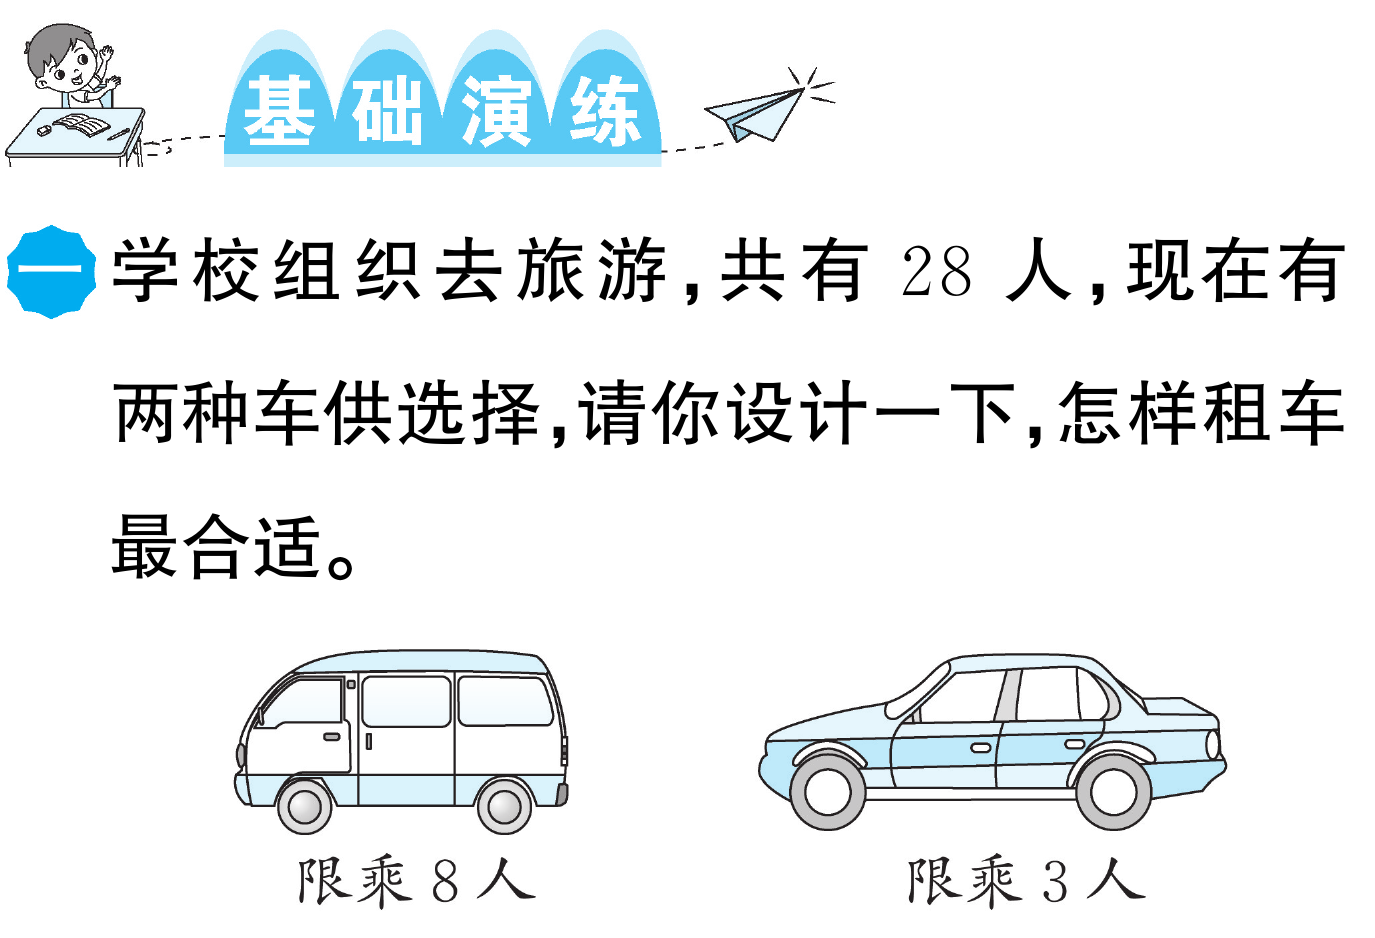 基础演练
一 学校组织去旅游,共有 28 人,现在有
两种车供选择,请你设计一下,怎样租车
最合适。
限乘 8 人 限乘 3 人